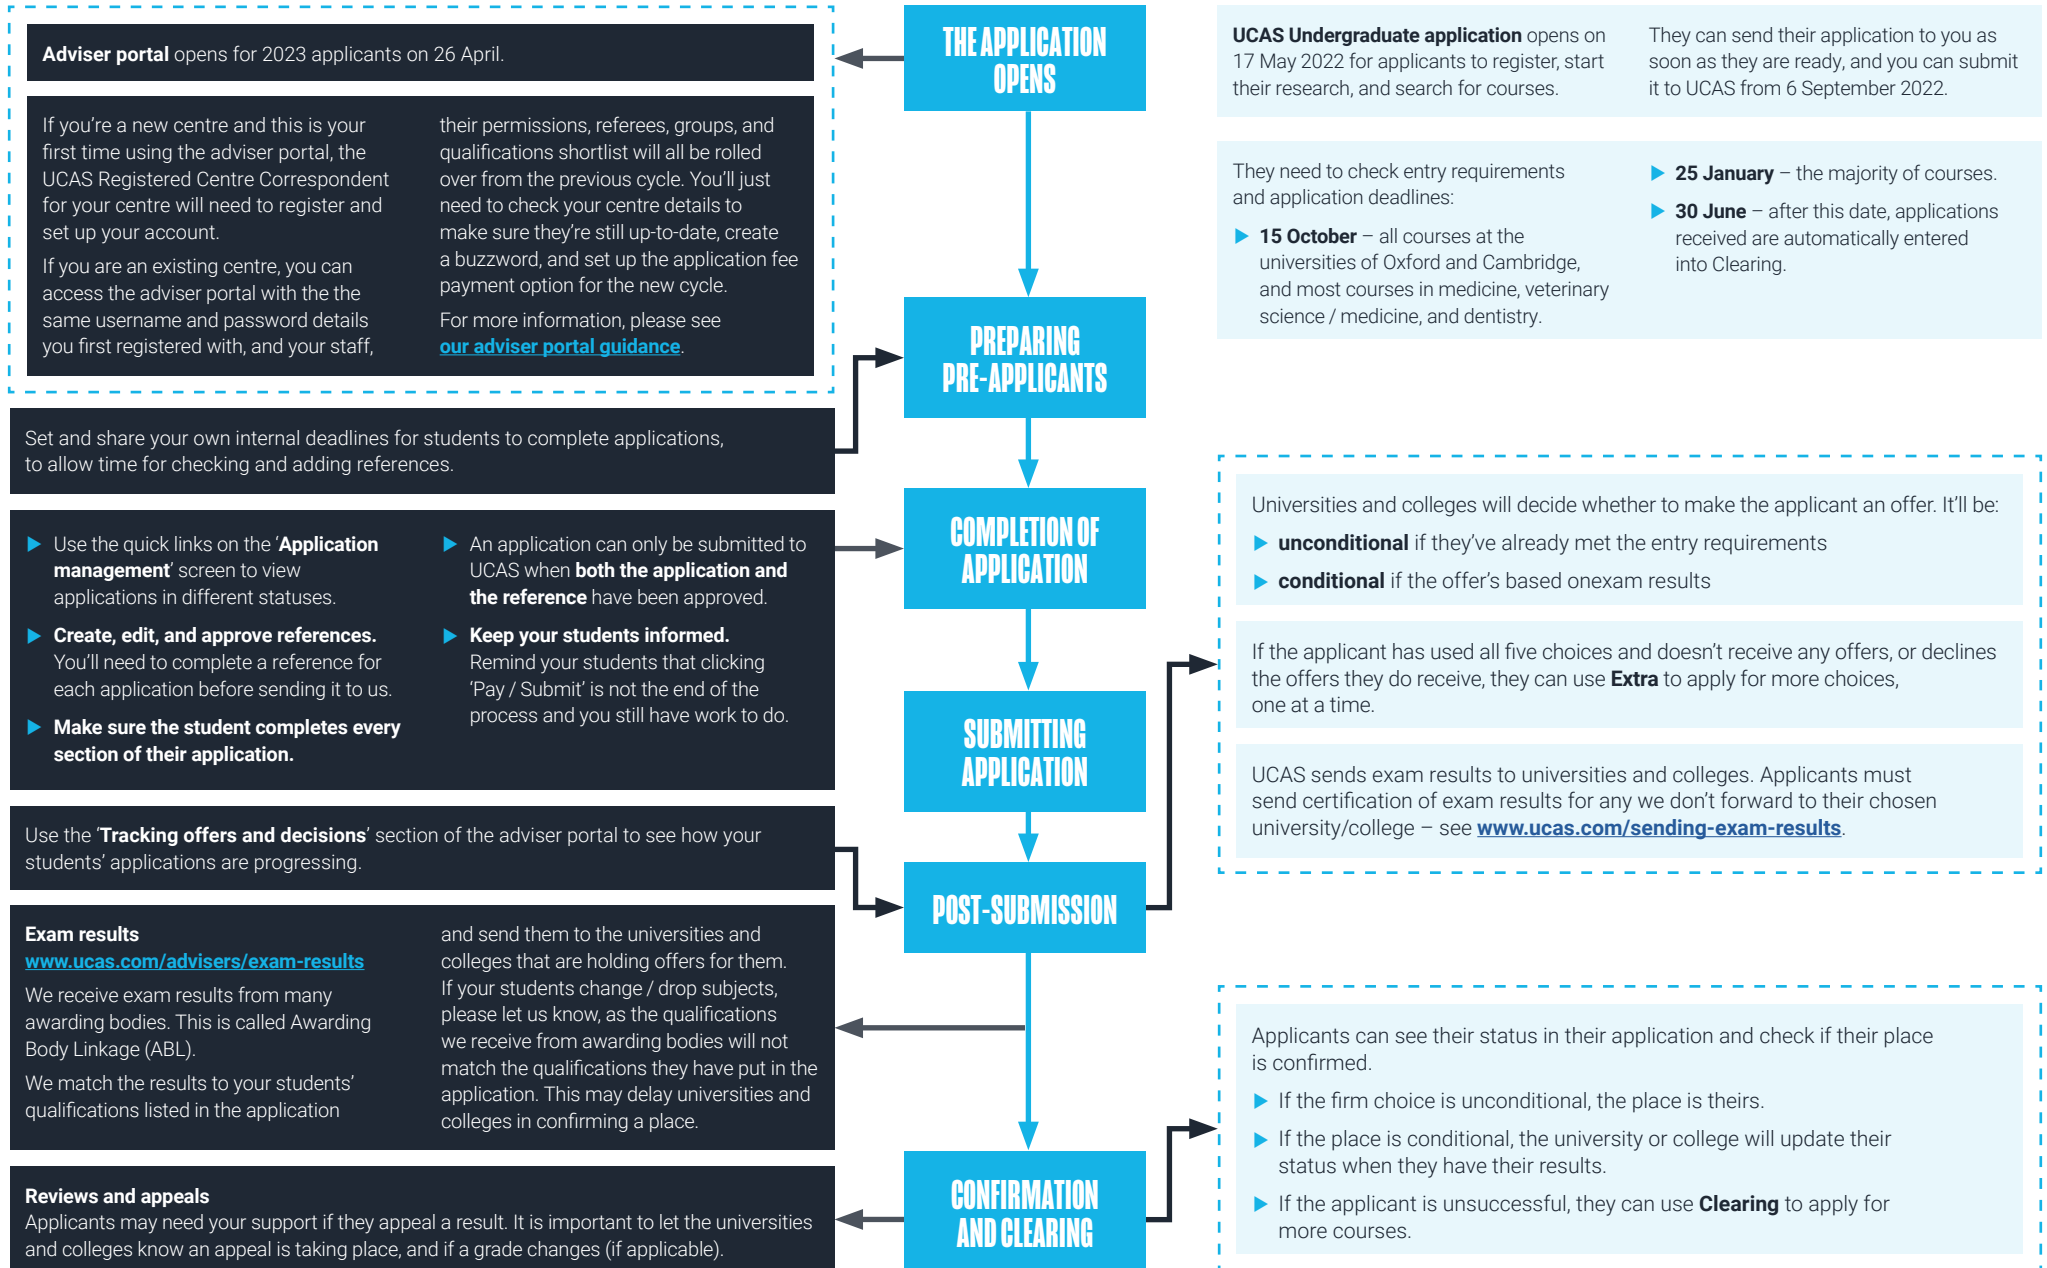 Adviser portal opens for 2023 applicants on 26 April.
If you're a new centre and this is your
first time using the adviser portal, the
UCAS Registered Centre Correspondent
for your centre will need to register and
set up your account.
If you are an existing centre, you can
access the adviser portal with the the
same username and password details
you first registered with, and your staff,
their permissions, referees, groups, and
qualifications shortlist will all be rolled
over from the previous cycle. You'll just
need to check your centre details to
make sure they're still up-to-date, create
a buzzword, and set up the application fee
payment option for the new cycle.
For more information, please see
our adviser portal guidance.
THE APPLICATION
OPENS
UCAS Undergraduate application opens on
17 May 2022 for applicants to register, start
their research, and search for courses.
They can send their application to you as
soon as they are ready, and you can submit
it to UCAS from 6 September 2022.
They need to check entry requirements
and application deadlines:
15 October – all courses at the
universities of Oxford and Cambridge,
and most courses in medicine, veterinary
science / medicine, and dentistry.
25 January – the majority of courses.
30 June – after this date, applications
received are automatically entered
into Clearing.
PREPARING
PRE-APPLICANTS
Set and share your own internal deadlines for students to complete applications,
to allow time for checking and adding references.
Use the quick links on the 'Application
management' screen to view
applications in different statuses.
Create, edit, and approve references.
You'll need to complete a reference for
each application before sending it to us.
Make sure the student completes every
section of their application.
An application can only be submitted to
UCAS when both the application and
the reference have been approved.
Keep your students informed.
Remind your students that clicking
'Pay / Submit' is not the end of the
process and you still have work to do.
COMPLETION OF
APPLICATION
SUBMITTING
APPLICATION
Universities and colleges will decide whether to make the applicant an offer. It'll be:
unconditional if they've already met the entry requirements
conditional if the offer's based onexam results
If the applicant has used all five choices and doesn't receive any offers, or declines
the offers they do receive, they can use Extra to apply for more choices,
one at a time.
UCAS sends exam results to universities and colleges. Applicants must
send certification of exam results for any we don't forward to their chosen
university/college – see www.ucas.com/sending-exam-results.
Use the 'Tracking offers and decisions' section of the adviser portal to see how your
students' applications are progressing.
POST-SUBMISSION
Exam results
www.ucas.com/advisers/exam-results
We receive exam results from many
awarding bodies. This is called Awarding
Body Linkage (ABL).
We match the results to your students'
qualifications listed in the application
and send them to the universities and
colleges that are holding offers for them.
If your students change / drop subjects,
please let us know, as the qualifications
we receive from awarding bodies will not
match the qualifications they have put in the
application. This may delay universities and
colleges in confirming a place.
Applicants can see their status in their application and check if their place
is confirmed.
If the firm choice is unconditional, the place is theirs.
If the place is conditional, the university or college will update their
status when they have their results.
If the applicant is unsuccessful, they can use Clearing to apply for
more courses.
CONFIRMATION
AND CLEARING
Reviews and appeals
Applicants may need your support if they appeal a result. It is important to let the universities
and colleges know an appeal is taking place, and if a grade changes (if applicable).